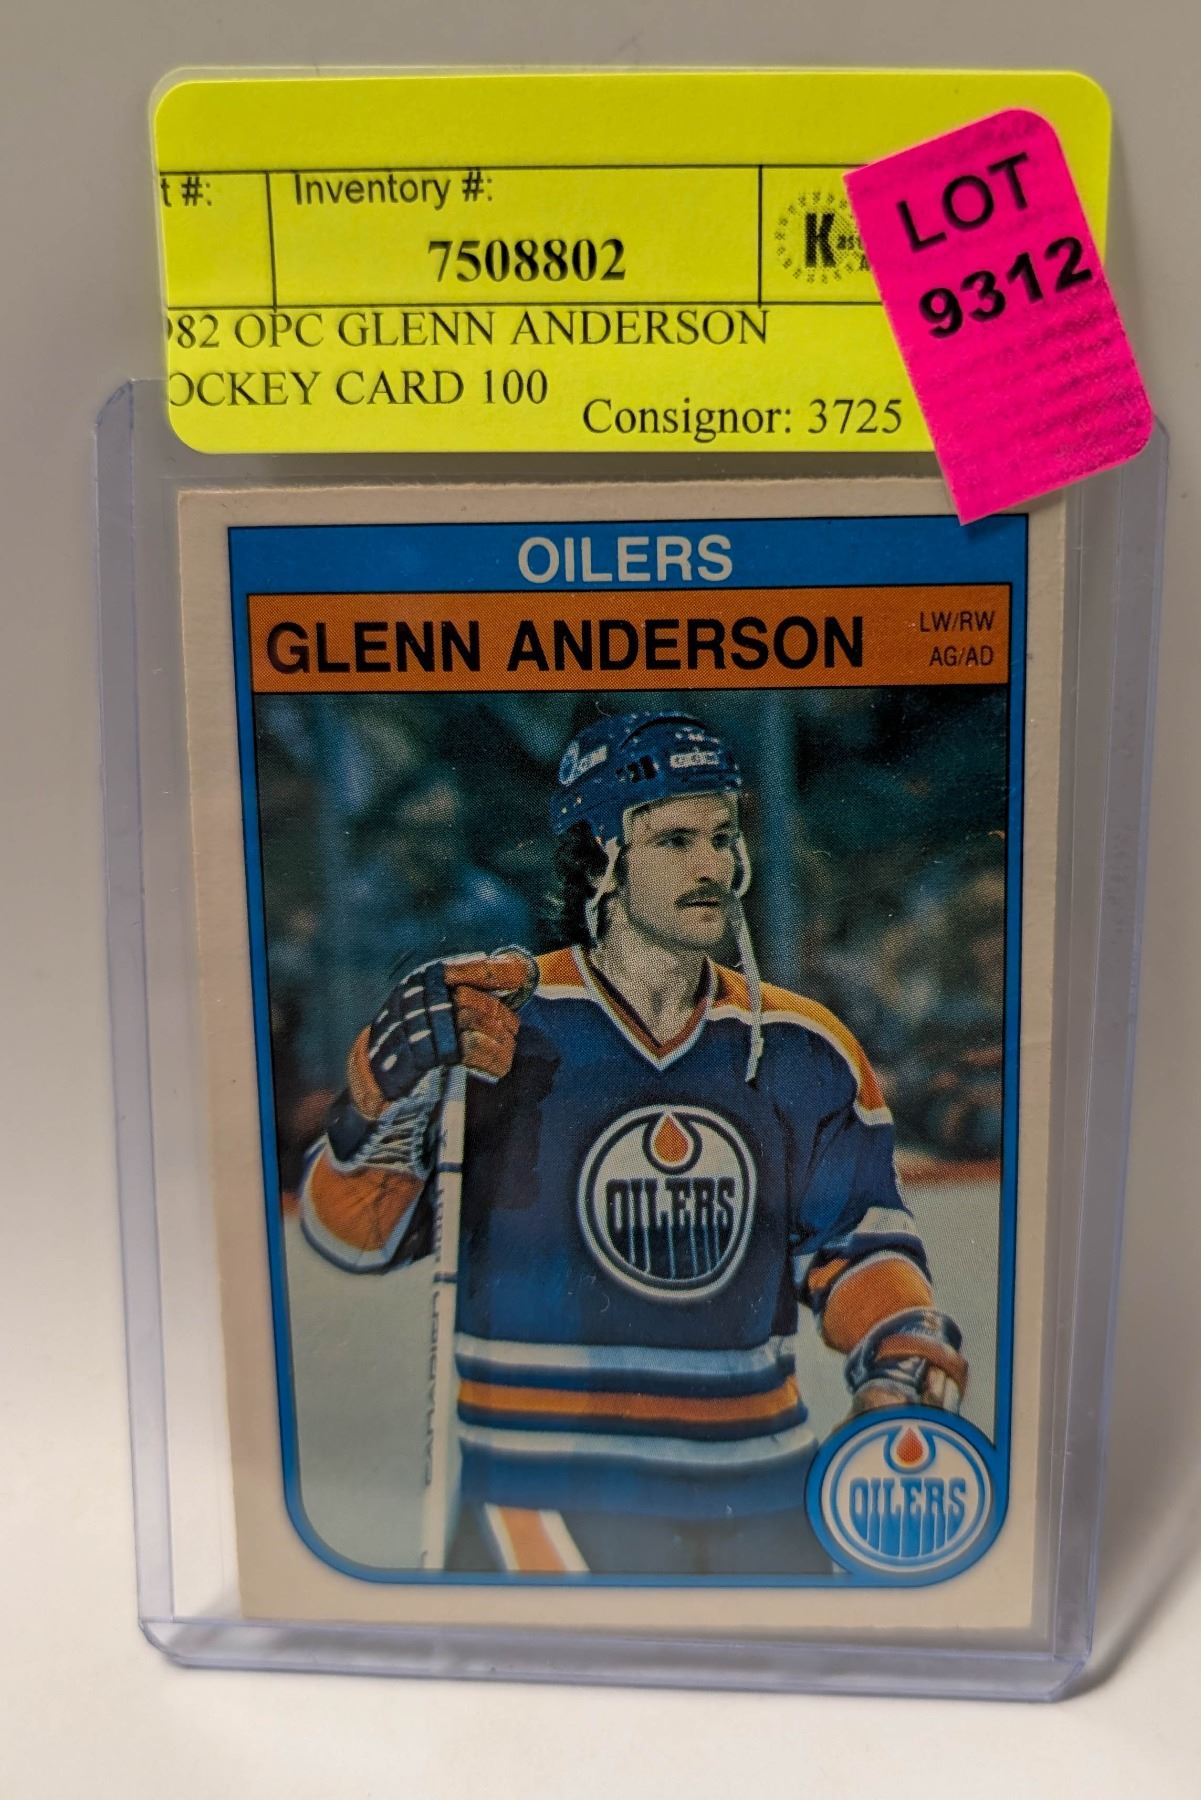 t #:
Inventory #:
7508802
K
LOT
9312
982 OPC GLENN ANDERSON
OCKEY CARD 100
Consignor: 3725
OILERS
GLENN ANDERSON
LW/RW
AG/AD
OILERS
OILERS